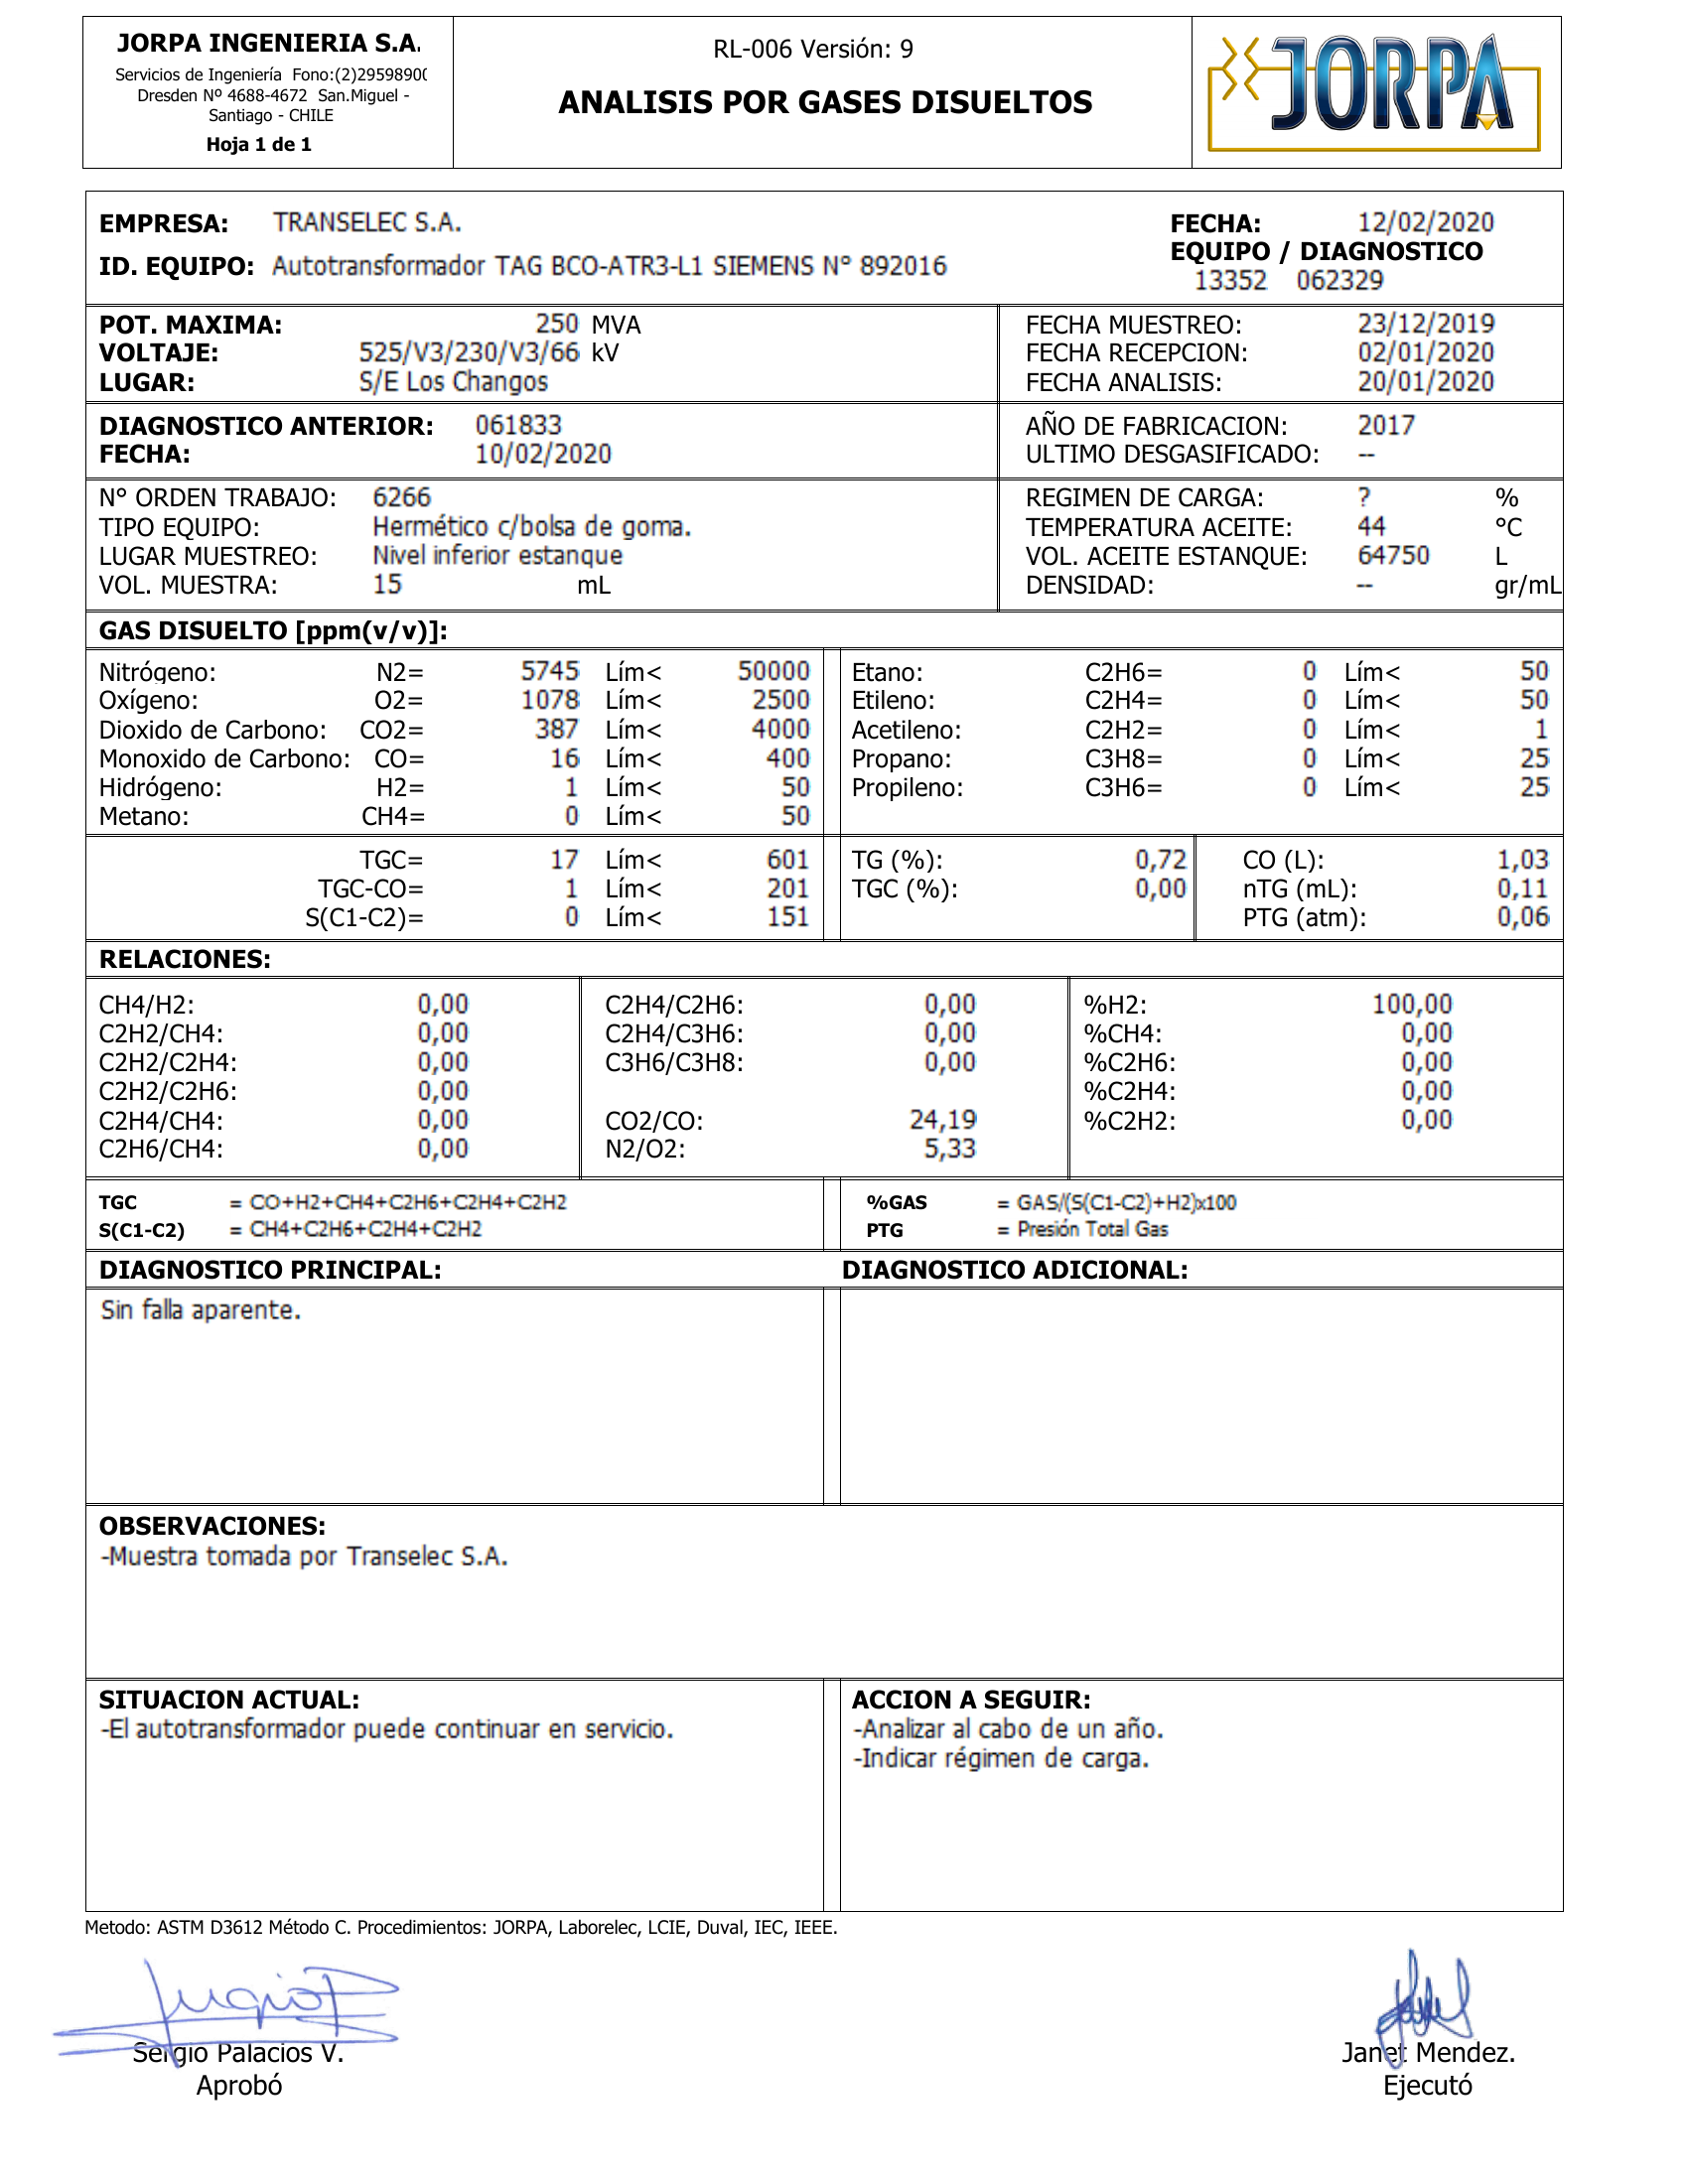 JORPA INGENIERIA S.A.
Servicios de Ingeniería Fono:(2)29598900
Dresden Nº 4688-4672 San.Miguel -
Santiago - CHILE
Hoja 1 de 1
RL-006 Versión: 9
ANALISIS POR GASES DISUELTOS
JORPA
EMPRESA: TRANSELEC S.A.
ID. EQUIPO: Autotransformador TAG BCO-ATR3-L1 SIEMENS N° 892016
FECHA: 12/02/2020
EQUIPO / DIAGNOSTICO
13352 062329
POT. MAXIMA: 250 MVA
VOLTAJE: 525/V3/230/V3/66 kV
LUGAR: S/E Los Changos
FECHA MUESTREO: 23/12/2019
FECHA RECEPCION: 02/01/2020
FECHA ANALISIS: 20/01/2020
DIAGNOSTICO ANTERIOR: 061833
FECHA: 10/02/2020
AÑO DE FABRICACION: 2017
ULTIMO DESGASIFICADO: --
N° ORDEN TRABAJO: 6266
TIPO EQUIPO: Hermético c/bolsa de goma.
LUGAR MUESTREO: Nivel inferior estanque
VOL. MUESTRA: 15 mL
REGIMEN DE CARGA: ? %
TEMPERATURA ACEITE: 44 °C
VOL. ACEITE ESTANQUE: 64750 L
DENSIDAD: -- gr/mL
GAS DISUELTO [ppm(v/v)]:
Nitrógeno: N2= 5745 Lím< 50000
Oxígeno: O2= 1078 Lím< 2500
Dioxido de Carbono: CO2= 387 Lím< 4000
Monoxido de Carbono: CO= 16 Lím< 400
Hidrógeno: H2= 1 Lím< 50
Metano: CH4= 0 Lím< 50
Etano: C2H6= 0 Lím< 50
Etileno: C2H4= 0 Lím< 50
Acetileno: C2H2= 0 Lím< 1
Propano: C3H8= 0 Lím< 25
Propileno: C3H6= 0 Lím< 25
TGC= 17 Lím< 601
TGC-CO= 1 Lím< 201
S(C1-C2)= 0 Lím< 151
TG (%): 0,72
TGC (%): 0,00
CO (L): 1,03
nTG (mL): 0,11
PTG (atm): 0,06
RELACIONES:
CH4/H2: 0,00
C2H2/CH4: 0,00
C2H2/C2H4: 0,00
C2H2/C2H6: 0,00
C2H4/CH4: 0,00
C2H6/CH4: 0,00
C2H4/C2H6: 0,00
C2H4/C3H6: 0,00
C3H6/C3H8: 0,00
CO2/CO: 24,19
N2/O2: 5,33
%H2: 100,00
%CH4: 0,00
%C2H6: 0,00
%C2H4: 0,00
%C2H2: 0,00
TGC = CO+H2+CH4+C2H6+C2H4+C2H2
S(C1-C2) = CH4+C2H6+C2H4+C2H2
%GAS = GAS/(S(C1-C2)+H2)x100
PTG = Presión Total Gas
DIAGNOSTICO PRINCIPAL:
Sin falla aparente.
DIAGNOSTICO ADICIONAL:
OBSERVACIONES:
-Muestra tomada por Transelec S.A.
SITUACION ACTUAL:
-El autotransformador puede continuar en servicio.
ACCION A SEGUIR:
-Analizar al cabo de un año.
-Indicar régimen de carga.
Metodo: ASTM D3612 Método C. Procedimientos: JORPA, Laborelec, LCIE, Duval, IEC, IEEE.
Sergio Palacios V.
Aprobó
Janet Mendez.
Ejecutó